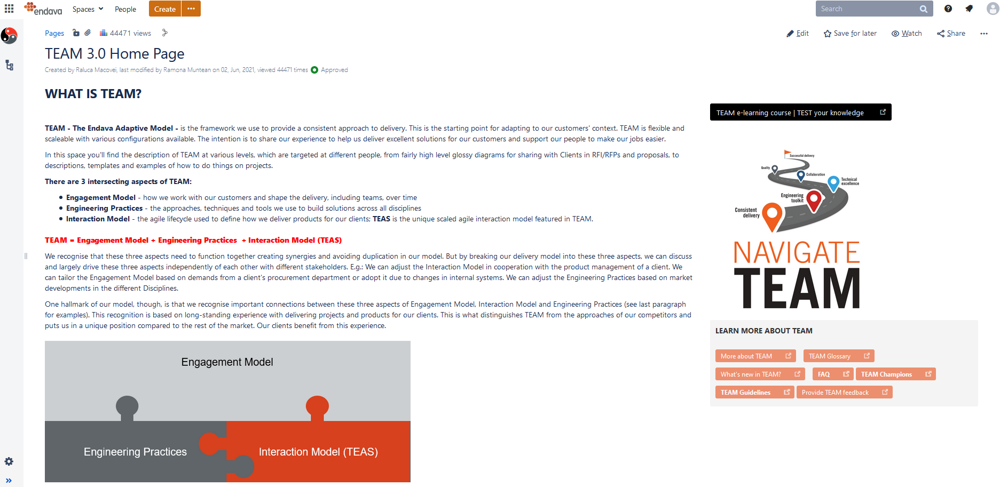 endava Spaces People Create ••• Search
Pages 44471 views Edit Save for later Watch Share •••
TEAM 3.0 Home Page
Created by Raluca Macovei, last modified by Ramona Muntean on 02, Jun, 2021, viewed 44471 times Approved
WHAT IS TEAM?
TEAM - The Endava Adaptive Model - is the framework we use to provide a consistent approach to delivery. This is the starting point for adapting to our customers' context. TEAM is flexible and
scaleable with various configurations available. The intention is to share our experience to help us deliver excellent solutions for our customers and support our people to make our jobs easier.
In this space you'll find the description of TEAM at various levels, which are targeted at different people, from fairly high level glossy diagrams for sharing with Clients in RFI/RFPs and proposals, to
descriptions, templates and examples of how to do things on projects.
There are 3 intersecting aspects of TEAM:
• Engagement Model - how we work with our customers and shape the delivery, including teams, over time
• Engineering Practices - the approaches, techniques and tools we use to build solutions across all disciplines
• Interaction Model - the agile lifecycle used to define how we deliver products for our clients; TEAS is the unique scaled agile interaction model featured in TEAM.
TEAM = Engagement Model + Engineering Practices + Interaction Model (TEAS)
We recognise that these three aspects need to function together creating synergies and avoiding duplication in our model. But by breaking our delivery model into these three aspects, we can discuss
and largely drive these three aspects independently of each other with different stakeholders. E.g.: We can adjust the Interaction Model in cooperation with the product management of a client. We
can tailor the Engagement Model based on demands from a client’s procurement department or adopt it due to changes in internal systems. We can adjust the Engineering Practices based on market
developments in the different Disciplines.
One hallmark of our model, though, is that we recognise important connections between these three aspects of Engagement Model, Interaction Model and Engineering Practices (see last paragraph
for examples). This recognition is based on long-standing experience with delivering projects and products for our clients. This is what distinguishes TEAM from the approaches of our competitors and
puts us in a unique position compared to the rest of the market. Our clients benefit from this experience.
Engagement Model
Engineering Practices
Interaction Model (TEAS)
TEAM e-learning course | TEST your knowledge
Successful delivery
Quality
Collaboration
Technical
excellence
Engineering
toolkit
Consistent
delivery
NAVIGATE
TEAM
LEARN MORE ABOUT TEAM
More about TEAM TEAM Glossary
What's new in TEAM? FAQ TEAM Champions
TEAM Guidelines Provide TEAM feedback